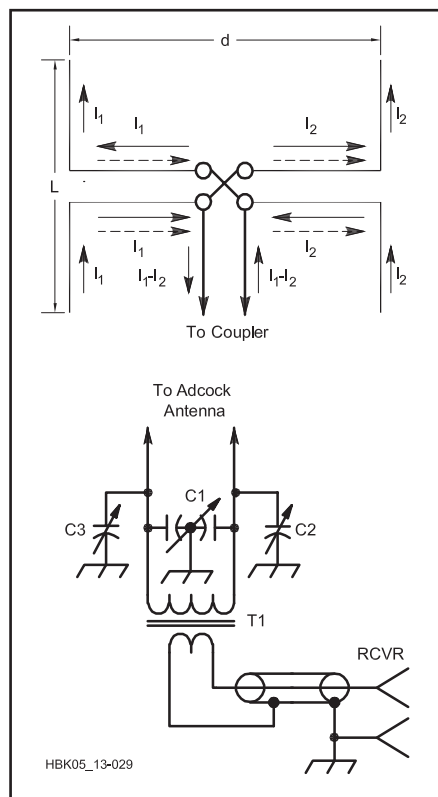 d
I1 I1 I2 I2
L
I1 I1 I1-I2 I1-I2 I2 I2
To Coupler
To Adcock
Antenna
C1
C3 C2
T1
RCVR
HBK05_13-029